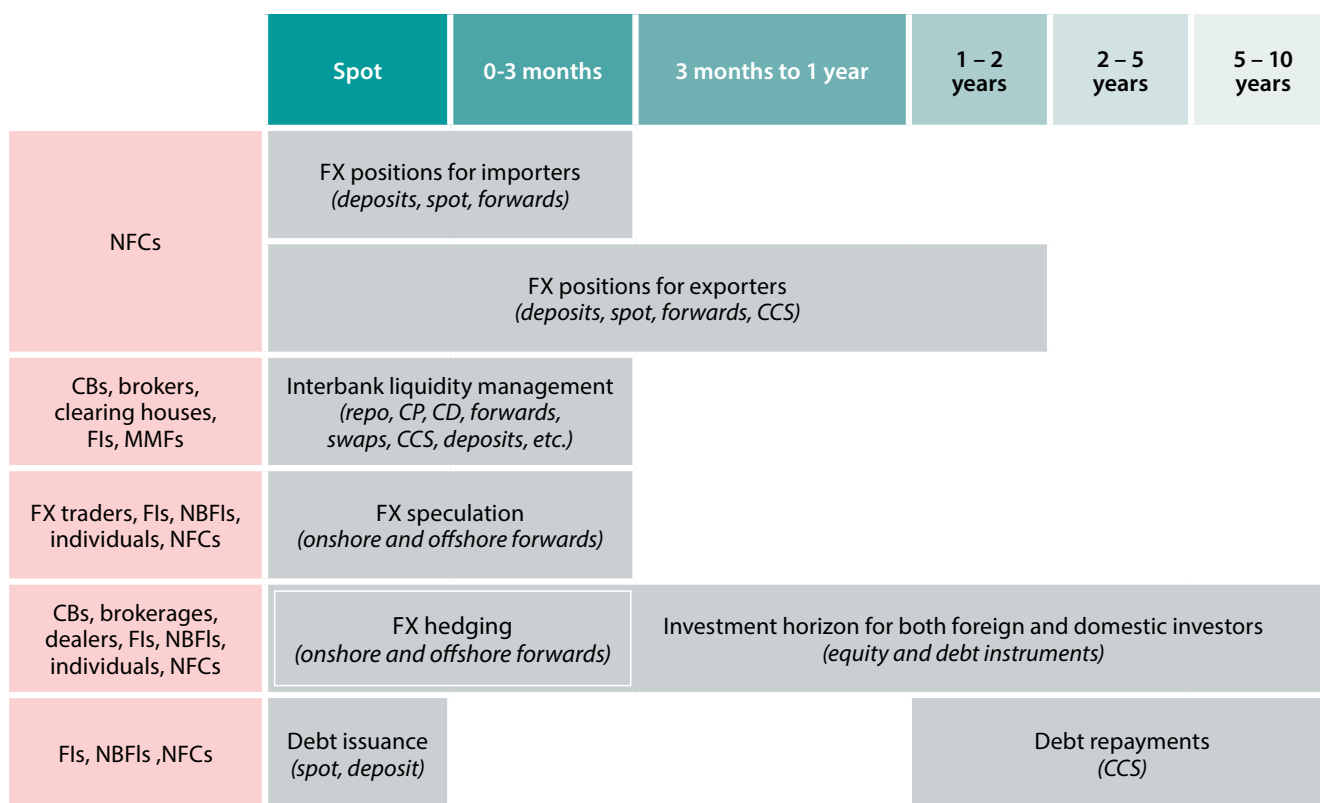 Spot
0-3 months
3 months to 1 year
1 – 2
years
2 – 5
years
5 – 10
years
NFCs
FX positions for importers
(deposits, spot, forwards)
FX positions for exporters
(deposits, spot, forwards, CCS)
CBs, brokers,
clearing houses,
FIs, MMFs
Interbank liquidity management
(repo, CP, CD, forwards,
swaps, CCS, deposits, etc.)
FX traders, FIs, NBFIs,
individuals, NFCs
FX speculation
(onshore and offshore forwards)
CBs, brokerages,
dealers, FIs, NBFIs,
individuals, NFCs
FX hedging
(onshore and offshore forwards)
Investment horizon for both foreign and domestic investors
(equity and debt instruments)
FIs, NBFIs ,NFCs
Debt issuance
(spot, deposit)
Debt repayments
(CCS)